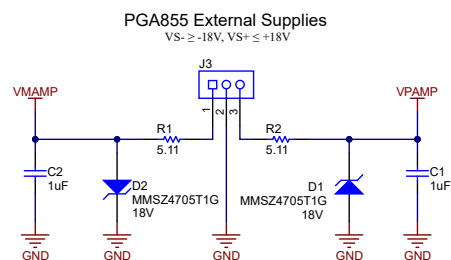 PGA855 External Supplies
VS- ≥ -18V, VS+ ≤ +18V
J3
VMAMP
VPAMP
1
2
3
R1
5.11
R2
5.11
C2
1uF
D2
MMSZ4705T1G
18V
D1
MMSZ4705T1G
18V
C1
1uF
GND
GND
GND
GND
GND